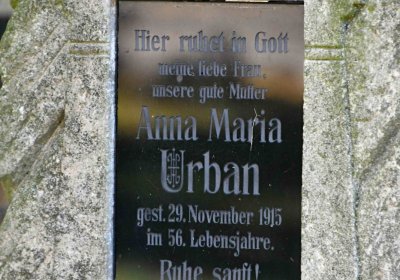 Hier ruhet in Gott
meine liebe Frau,
unsere gute Mutter
Anna Maria
Urban
gest. 29. November 1915
im 56. Lebensjahre.
Ruhe sanft!